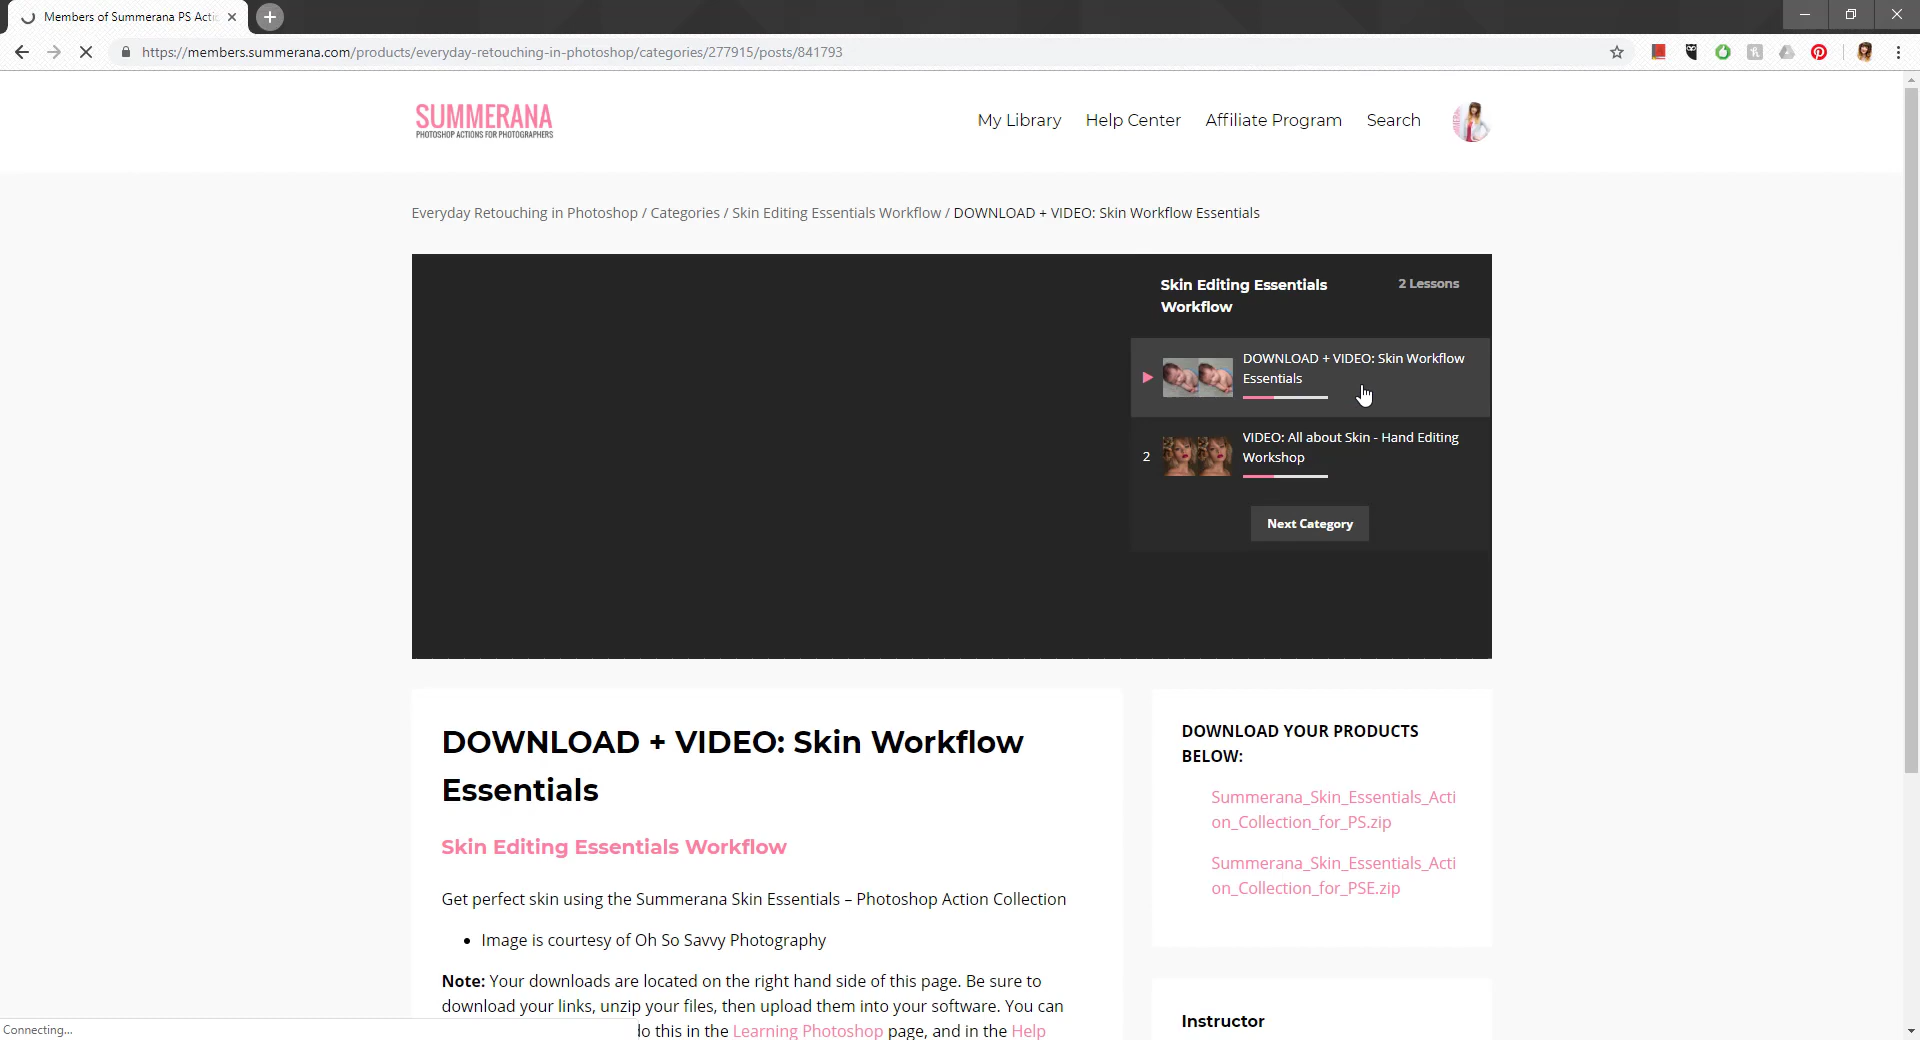 Members of Summerana PS Actio
https://members.summerana.com/products/everyday-retouching-in-photoshop/categories/277915/posts/841793
SUMMERANA
PHOTOSHOP ACTIONS FOR PHOTOGRAPHERS
My Library
Help Center
Affiliate Program
Search
Everyday Retouching in Photoshop / Categories / Skin Editing Essentials Workflow / DOWNLOAD + VIDEO: Skin Workflow Essentials
Skin Editing Essentials
Workflow
2 Lessons
DOWNLOAD + VIDEO: Skin Workflow
Essentials
2
VIDEO: All about Skin - Hand Editing
Workshop
Next Category
DOWNLOAD + VIDEO: Skin Workflow
Essentials
Skin Editing Essentials Workflow
Get perfect skin using the Summerana Skin Essentials – Photoshop Action Collection
• Image is courtesy of Oh So Savvy Photography
Note: Your downloads are located on the right hand side of this page. Be sure to
download your links, unzip your files, then upload them into your software. You can
do this in the Learning Photoshop page, and in the Help
DOWNLOAD YOUR PRODUCTS
BELOW:
Summerana_Skin_Essentials_Acti
on_Collection_for_PS.zip
Summerana_Skin_Essentials_Acti
on_Collection_for_PSE.zip
Instructor
Connecting...